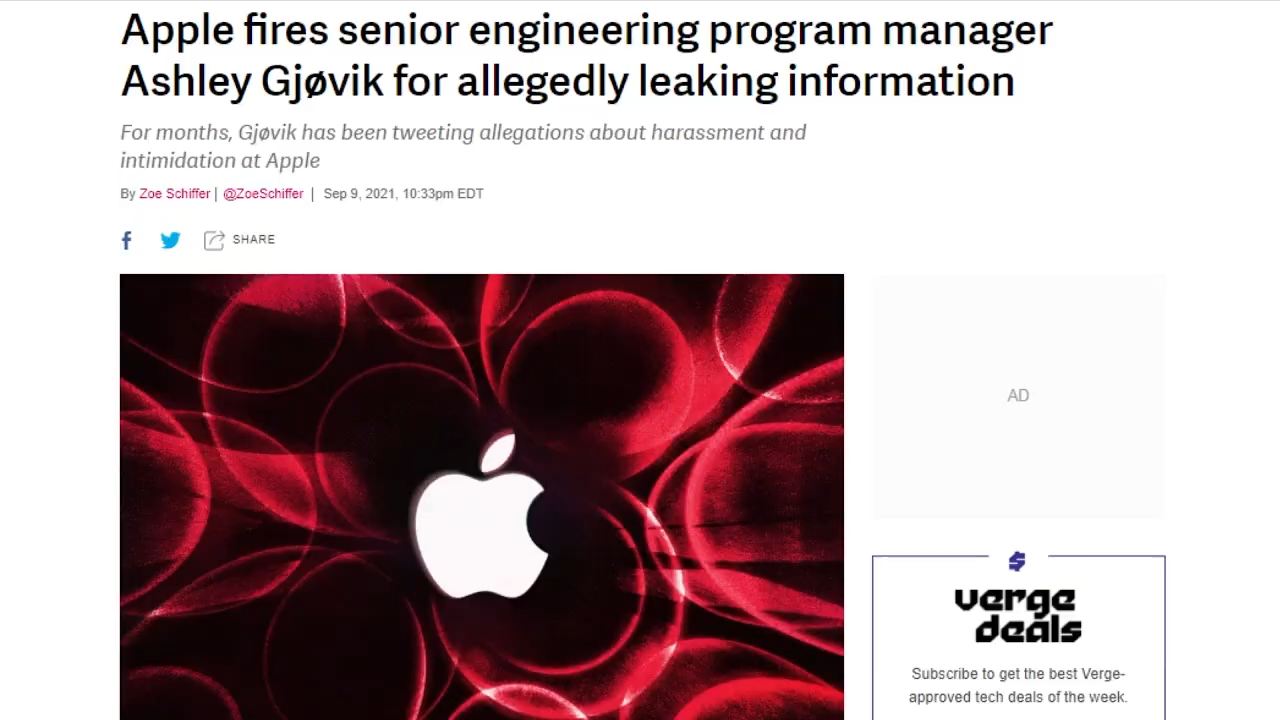 Apple fires senior engineering program manager
Ashley Gjøvik for allegedly leaking information
For months, Gjøvik has been tweeting allegations about harassment and
intimidation at Apple
By Zoe Schiffer | @ZoeSchiffer | Sep 9, 2021, 10:33pm EDT
SHARE
AD
verge
deals
Subscribe to get the best Verge-
approved tech deals of the week.